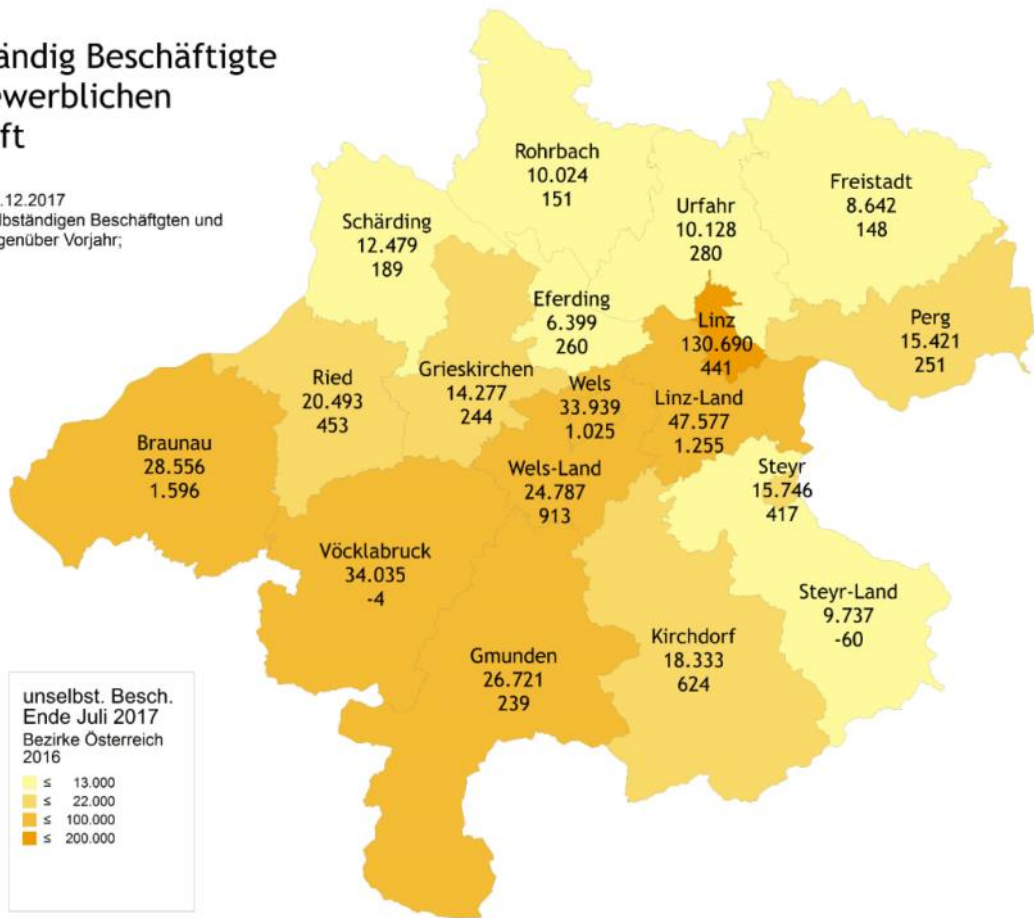 ändig Beschäftigte
ewerblichen
ft
.12.2017
lbständigen Beschäftgten und
genüber Vorjahr;
Rohrbach
10.024
151
Freistadt
8.642
148
Urfahr
10.128
280
Schärding
12.479
189
Eferding
6.399
260
Linz
130.690
441
Perg
15.421
251
Ried
20.493
453
Grieskirchen
14.277
244
Wels
33.939
1.025
Linz-Land
47.577
1.255
Braunau
28.556
1.596
Wels-Land
24.787
913
Steyr
15.746
417
Vöcklabruck
34.035
-4
Steyr-Land
9.737
-60
Gmunden
26.721
239
Kirchdorf
18.333
624
unselbst. Besch.
Ende Juli 2017
Bezirke Österreich
2016
≤ 13.000
≤ 22.000
≤ 100.000
≤ 200.000